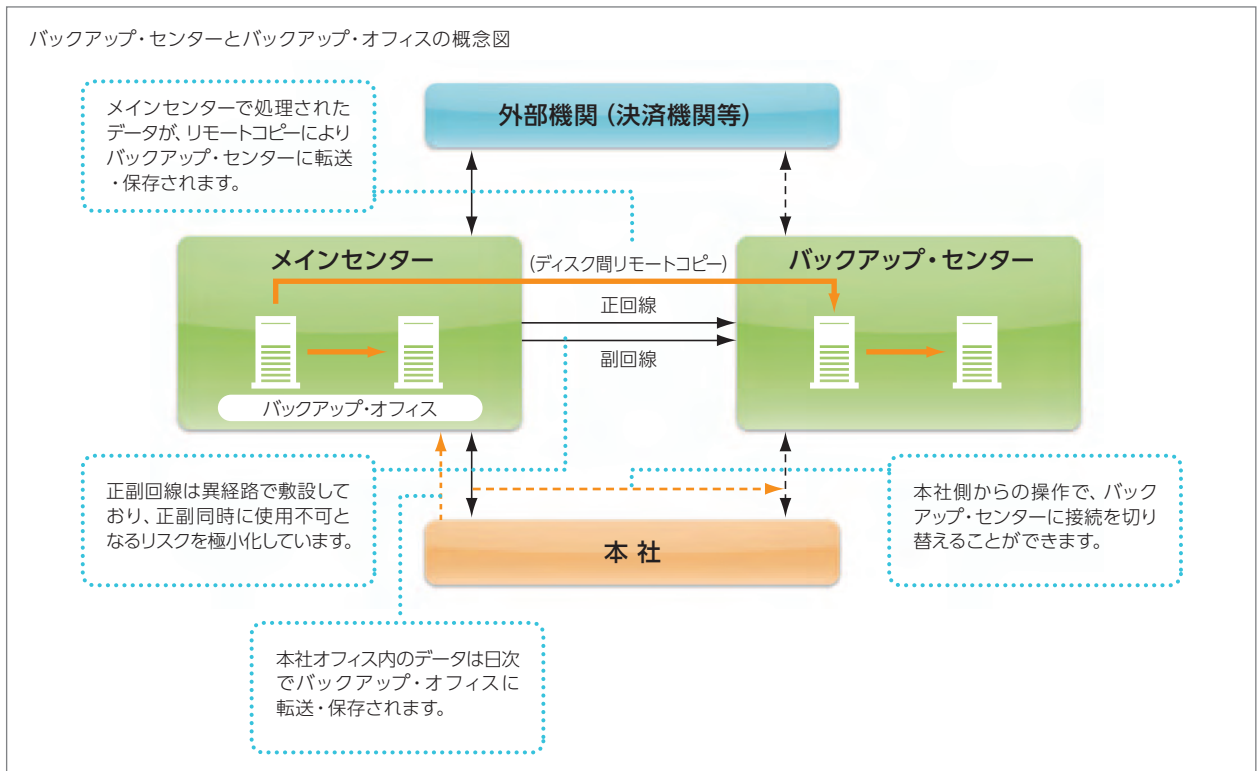 バックアップ・センターとバックアップ・オフィスの概念図
メインセンターで処理された
データが、リモートコピーにより
バックアップ・センターに転送
・保存されます。
外部機関（決済機関等）
メインセンター
（ディスク間リモートコピー）
バックアップ・センター
正回線
副回線
バックアップ・オフィス
正副回線は異経路で敷設して
おり、正副同時に使用不可と
なるリスクを極小化しています。
本社側からの操作で、バック
アップ・センターに接続を切り
替えることができます。
本 社
本社オフィス内のデータは日次
でバックアップ・オフィスに
転送・保存されます。